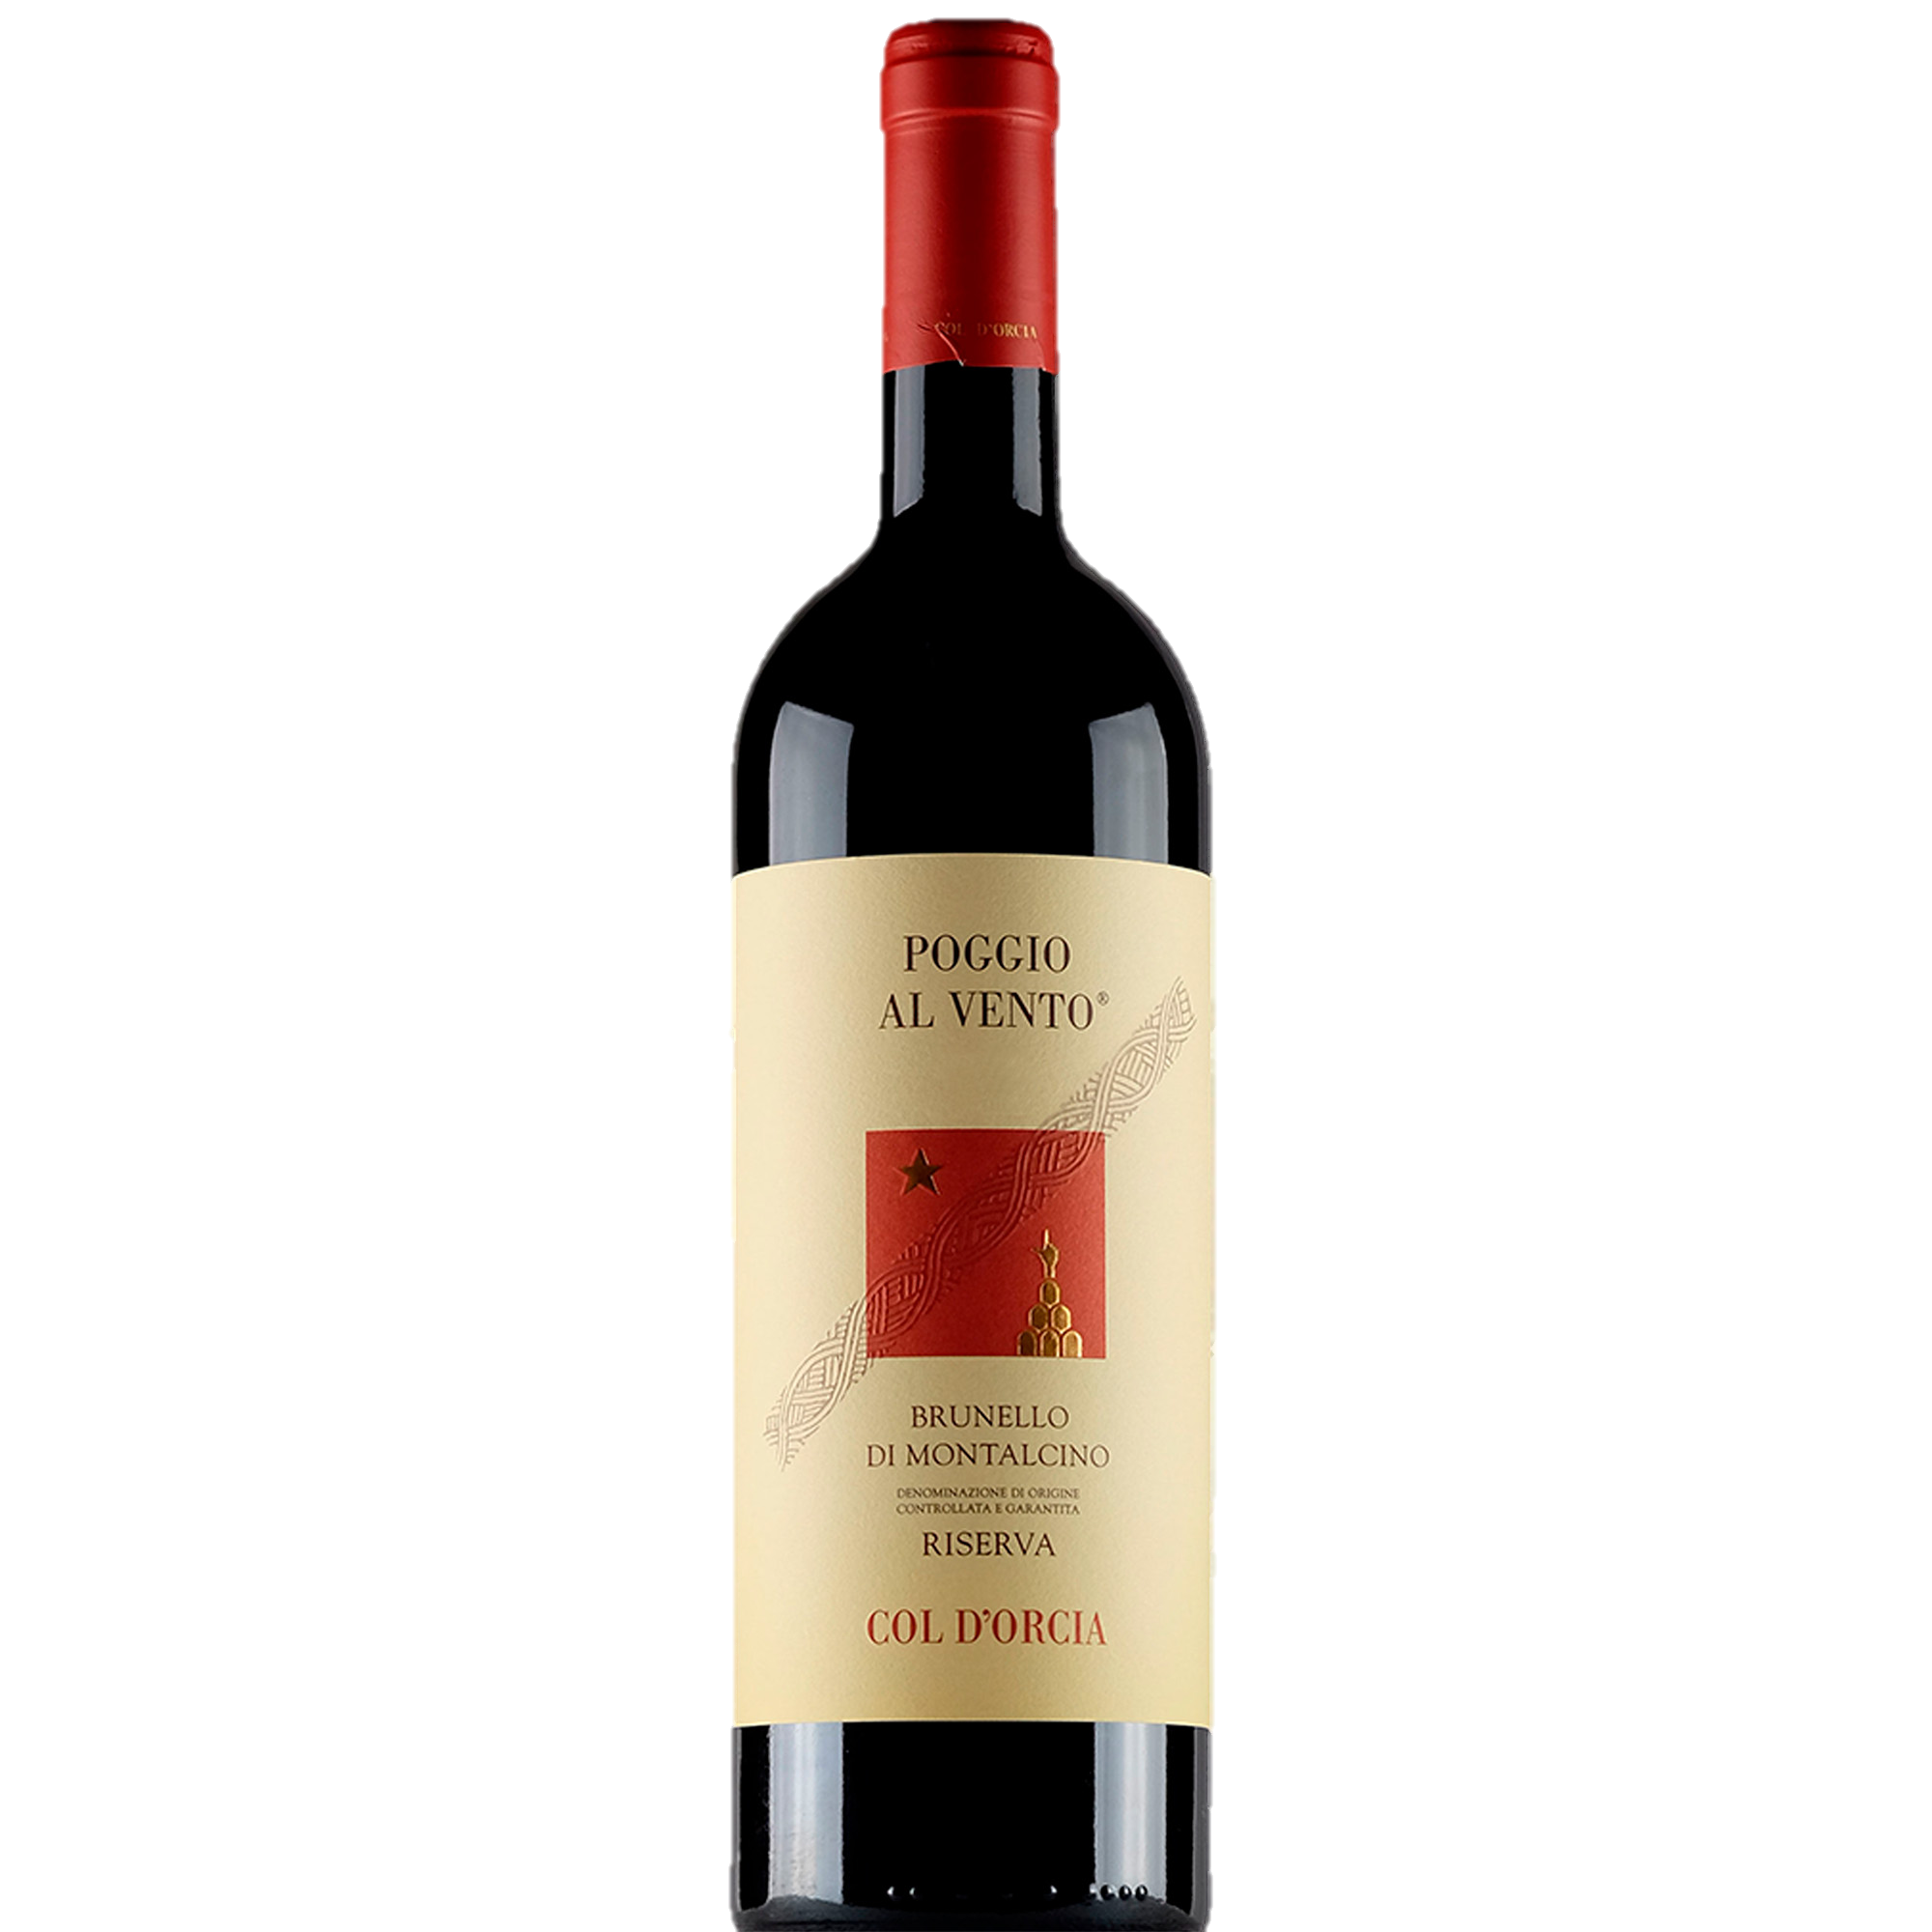 COL D'ORCIA
POGGIO
AL VENTO®
BRUNELLO
DI MONTALCINO
DENOMINAZIONE DI ORIGINE
CONTROLLATA E GARANTITA
RISERVA
COL D'ORCIA